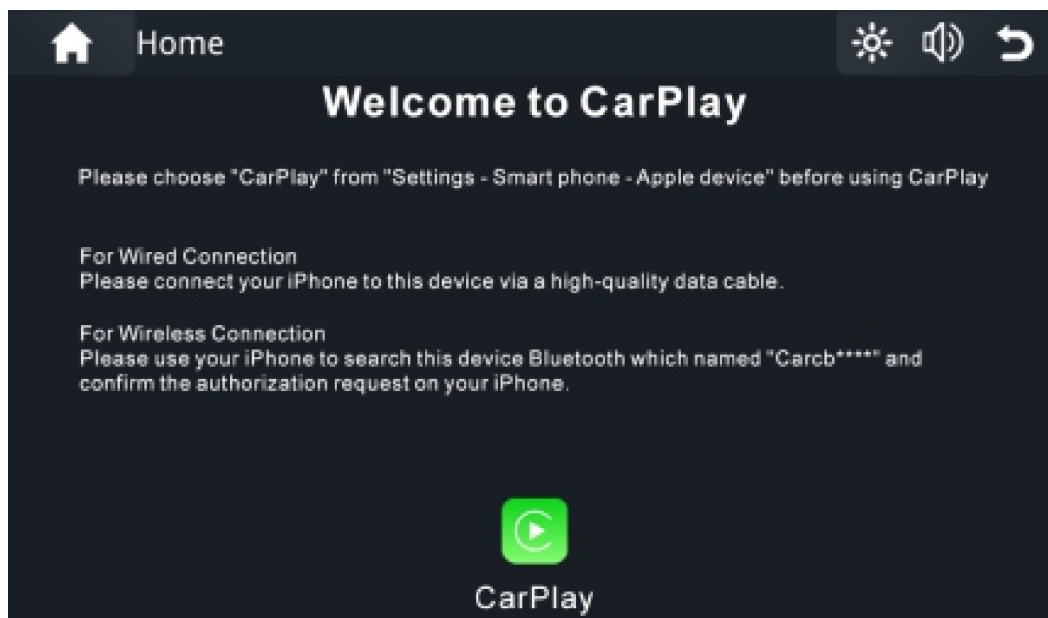 Home
Welcome to CarPlay
Please choose "CarPlay" from "Settings - Smart phone - Apple device" before using CarPlay
For Wired Connection
Please connect your iPhone to this device via a high-quality data cable.
For Wireless Connection
Please use your iPhone to search this device Bluetooth which named "Carcb****" and
confirm the authorization request on your iPhone.
CarPlay